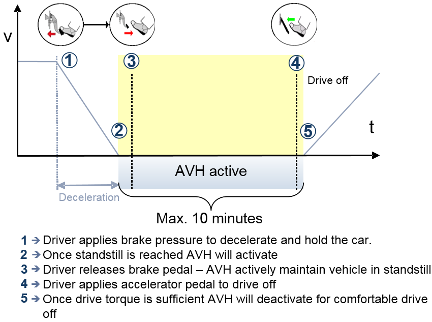 v
1
3
4
Drive off
2
5
t
AVH active
Deceleration
Max. 10 minutes
1 → Driver applies brake pressure to decelerate and hold the car.
2 → Once standstill is reached AVH will activate
3 → Driver releases brake pedal – AVH actively maintain vehicle in standstill
4 → Driver applies accelerator pedal to drive off
5 → Once drive torque is sufficient AVH will deactivate for comfortable drive
off